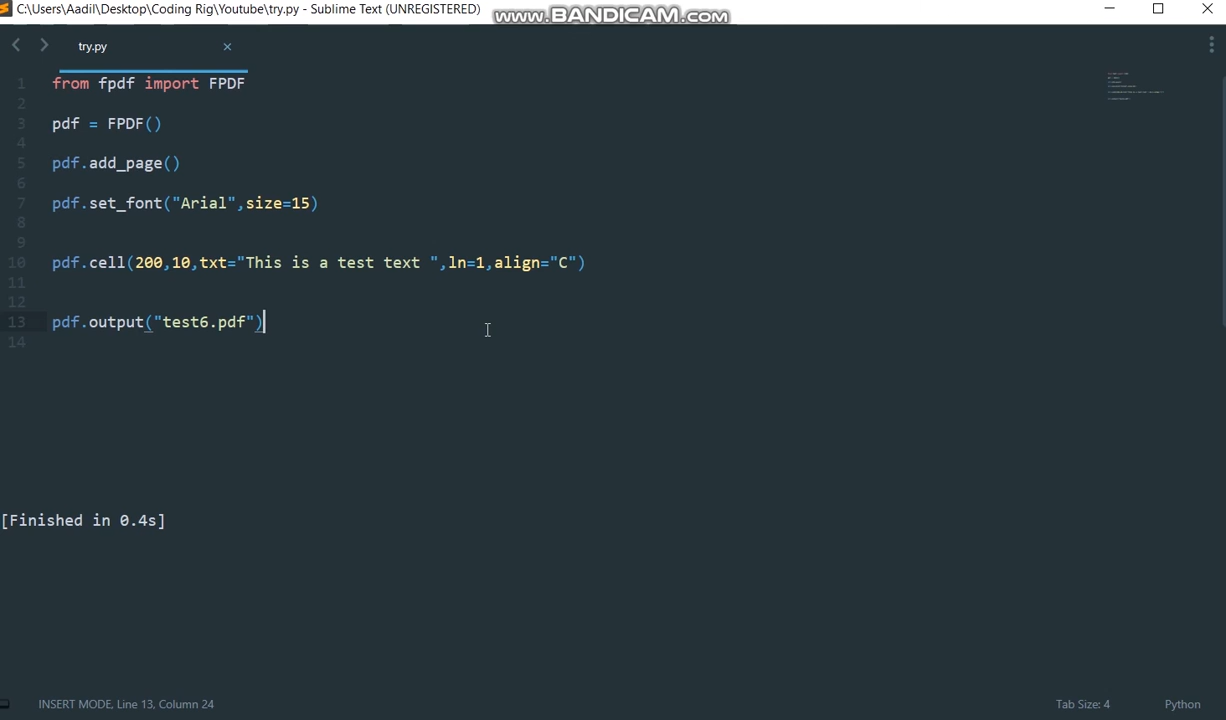 C:\Users\Aadil\Desktop\Coding Rig\Youtube\try.py - Sublime Text (UNREGISTERED)
www.BANDICAM.com
try.py
1 from fpdf import FPDF
2
3 pdf = FPDF()
4
5 pdf.add_page()
6
7 pdf.set_font("Arial",size=15)
8
9
10 pdf.cell(200,10,txt="This is a test text ",ln=1,align="C")
11
12
13 pdf.output("test6.pdf")
14
[Finished in 0.4s]
INSERT MODE, Line 13, Column 24
Tab Size: 4
Python